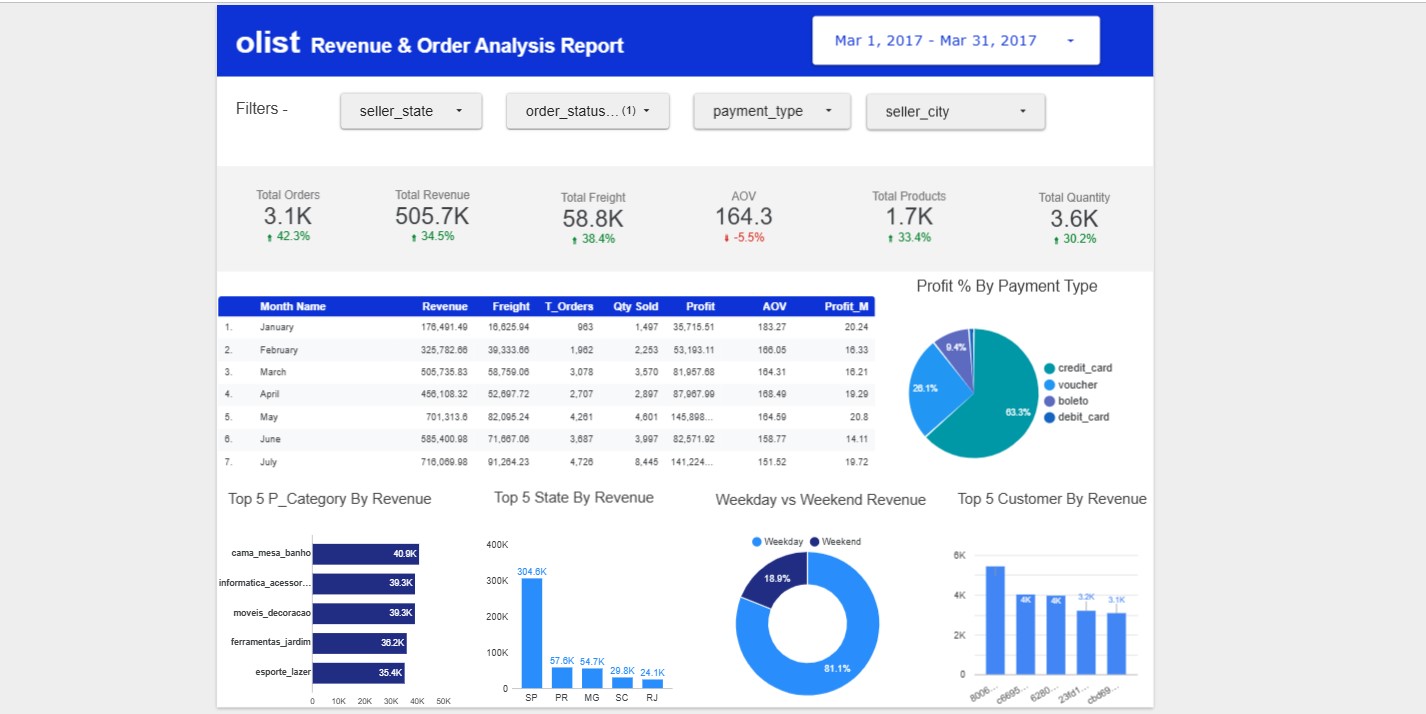 olist Revenue & Order Analysis Report
Mar 1, 2017 - Mar 31, 2017
Filters -
seller_state
order_status... (1)
payment_type
seller_city
Total Orders
3.1K
42.3%
Total Revenue
505.7K
34.5%
Total Freight
58.8K
38.4%
AOV
164.3
-5.5%
Total Products
1.7K
33.4%
Total Quantity
3.6K
30.2%
Month Name Revenue Freight T_Orders Qty Sold Profit AOV Profit_M
1. January 176,491.49 16,625.94 963 1,497 35,715.51 183.27 20.24
2. February 325,782.66 39,333.66 1,962 2,253 53,193.11 166.05 16.33
3. March 505,735.83 58,759.06 3,078 3,570 81,957.68 164.31 16.21
4. April 456,108.32 52,697.72 2,707 2,897 87,967.99 168.49 19.29
5. May 701,313.6 82,095.24 4,261 4,601 145,898... 164.59 20.8
6. June 585,400.98 71,667.06 3,687 3,997 82,571.92 158.77 14.11
7. July 716,069.98 91,264.23 4,726 8,445 141,224... 151.52 19.72
Profit % By Payment Type
9.4%
26.1%
63.3%
credit_card
voucher
boleto
debit_card
Top 5 P_Category By Revenue
cama_mesa_banho 40.9K
informatica_acessor... 39.3K
moveis_decoracao 39.3K
ferramentas_jardim 36.2K
esporte_lazer 35.4K
0 10K 20K 30K 40K 50K
Top 5 State By Revenue
400K
300K
200K
100K
0
304.6K
57.6K
54.7K
29.8K
24.1K
SP PR MG SC RJ
Weekday vs Weekend Revenue
Weekday Weekend
18.9%
81.1%
Top 5 Customer By Revenue
6K
4K
2K
0
4K
4K
3.2K
3.1K
8006... c6695... 6280... 23fd1... cbd69...